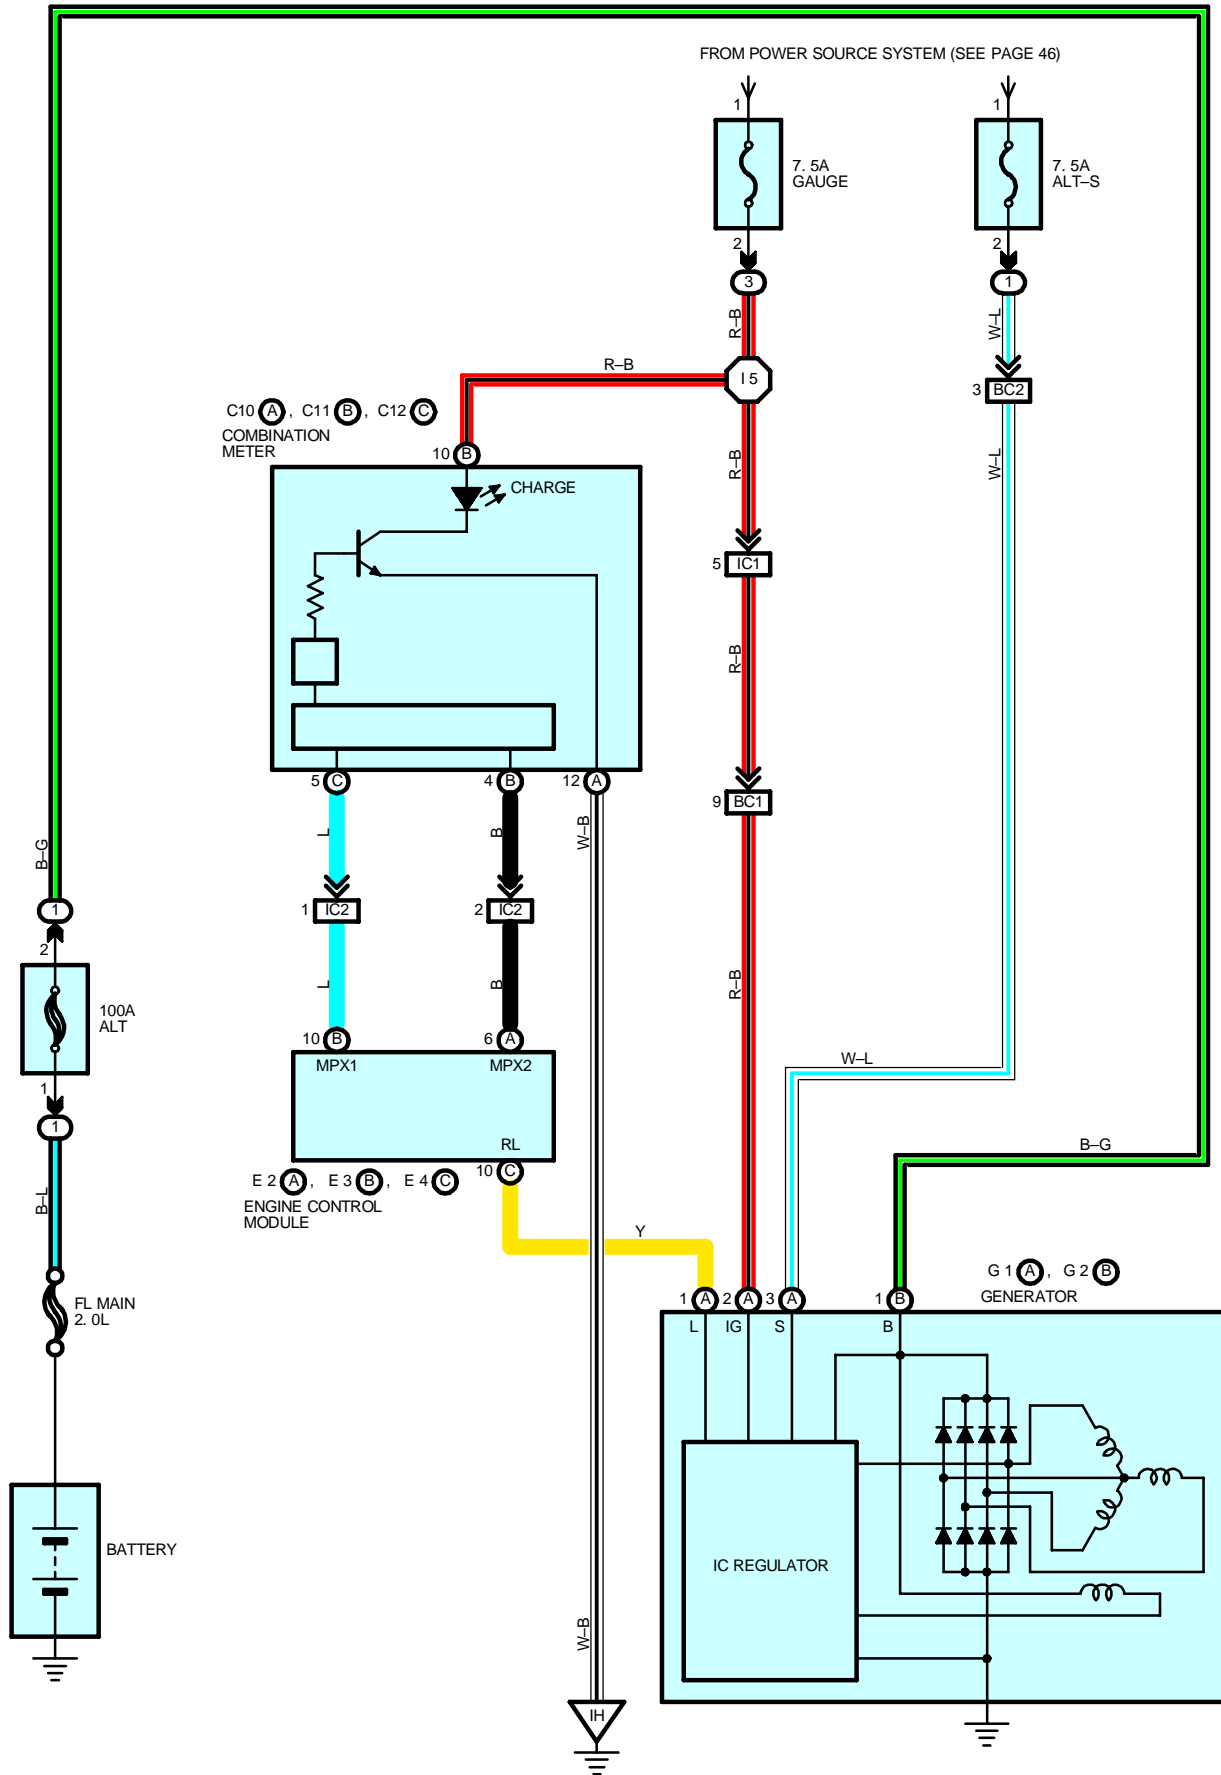 FROM POWER SOURCE SYSTEM (SEE PAGE 46)
1
1
7. 5A
GAUGE
7. 5A
ALT–S
2
2
3
1
R–B
W–L
R–B
I 5
3 BC2
C10 A , C11 B , C12 C
COMBINATION
METER
10 B
R–B
W–L
CHARGE
5 IC1
R–B
5 C
4 B
12 A
9 BC1
L
B
W–B
B–G
1
1 IC2
2 IC2
2
L
B
R–B
100A
ALT
10 B
6 A
MPX1
MPX2
W–L
1
1
RL
B–G
10 C
E 2 A , E 3 B , E 4 C
ENGINE CONTROL
MODULE
B–L
Y
G 1 A , G 2 B
GENERATOR
FL MAIN
2. 0L
1 A
2 A
3 A
1 B
L
IG
S
B
BATTERY
IC REGULATOR
W–B
IH